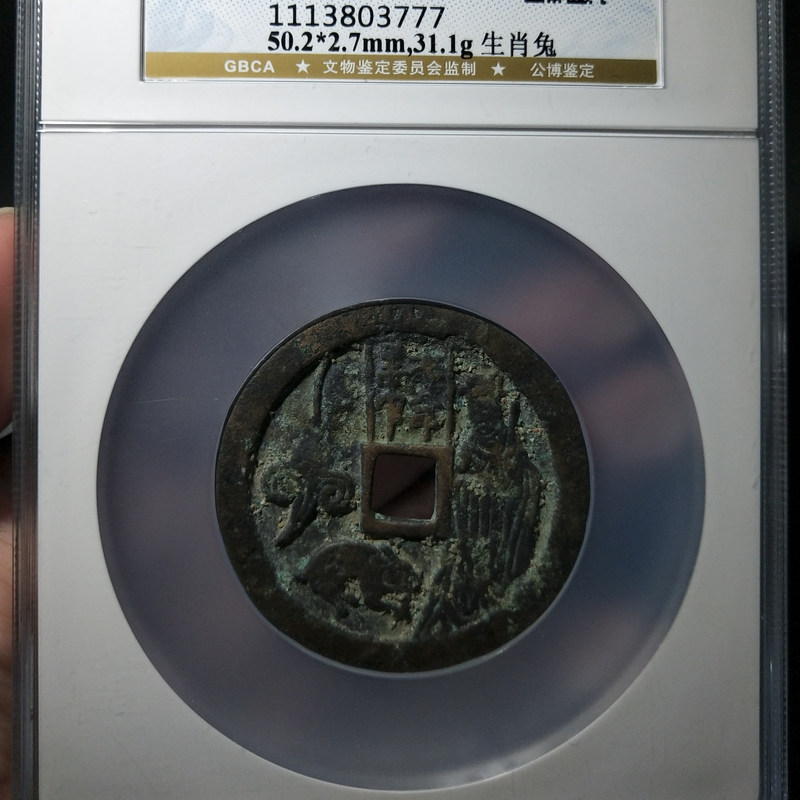 1113803777
50.2*2.7mm,31.1g 生肖兔
GBCA ★ 文物鉴定委员会监制 ★ 公博鉴定